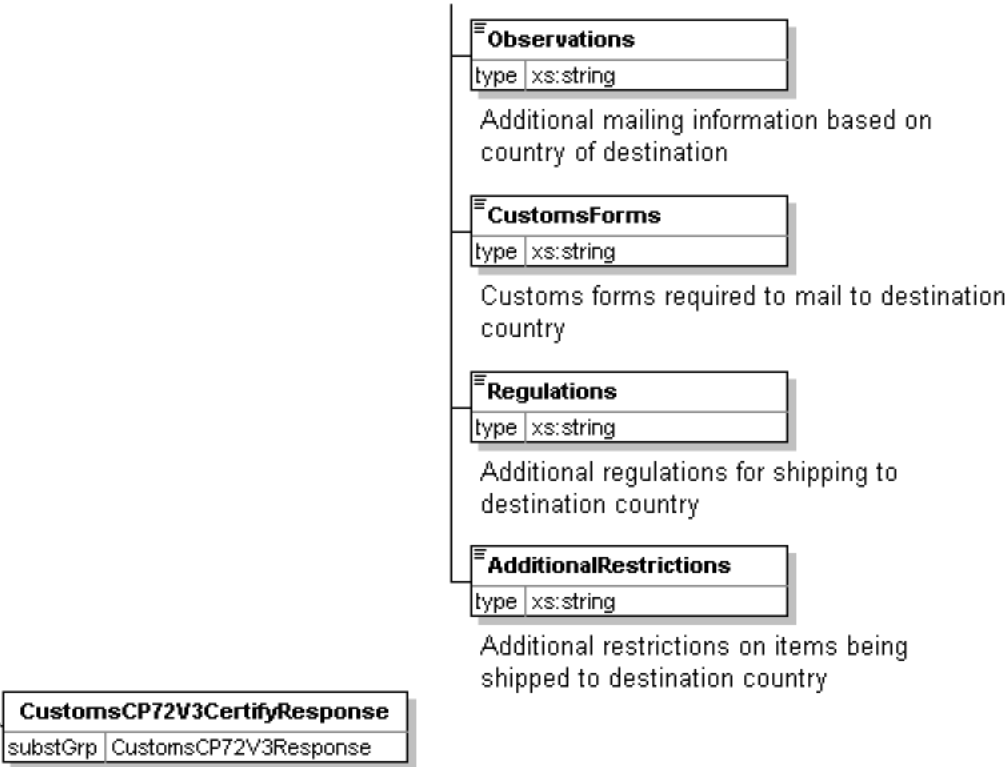 Observations
type xs:string
Additional mailing information based on
country of destination
CustomsForms
type xs:string
Customs forms required to mail to destination
country
Regulations
type xs:string
Additional regulations for shipping to
destination country
AdditionalRestrictions
type xs:string
Additional restrictions on items being
shipped to destination country
CustomsCP72V3CertifyResponse
substGrp CustomsCP72V3Response